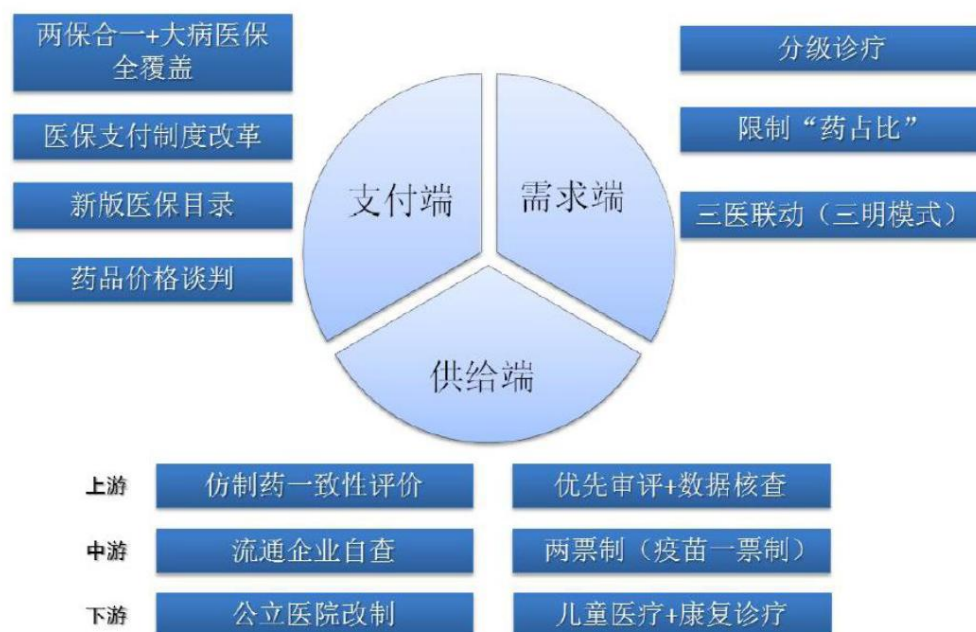 两保合一+大病医保
全覆盖
医保支付制度改革
新版医保目录
药品价格谈判
支付端
需求端
供给端
分级诊疗
限制“药占比”
三医联动（三明模式）
上游
仿制药一致性评价
优先审评+数据核查
中游
流通企业自查
两票制（疫苗一票制）
下游
公立医院改制
儿童医疗+康复诊疗